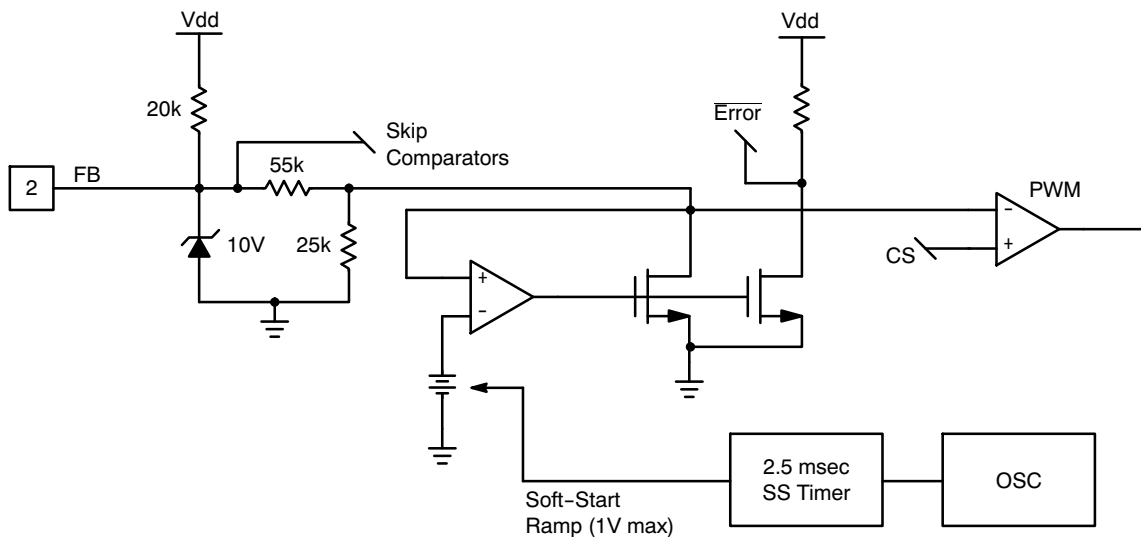 Vdd
Vdd
20k
Error
Skip
Comparators
2
FB
55k
PWM
−
10V
25k
CS
+
+
−
2.5 msec
SS Timer
OSC
Soft−Start
Ramp (1V max)